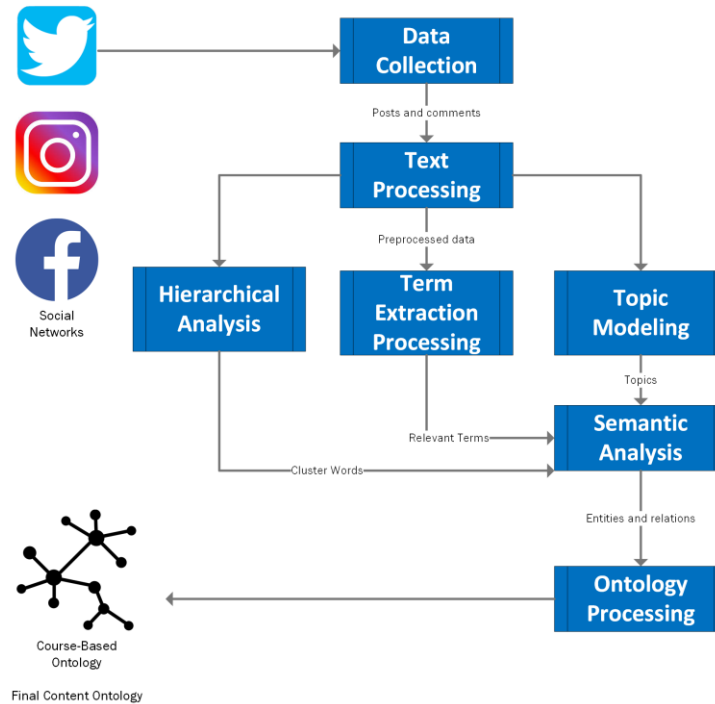 Data
Collection
Posts and comments
Text
Processing
Preprocessed data
Social
Networks
Hierarchical
Analysis
Term
Extraction
Processing
Topic
Modeling
Topics
Relevant Terms
Semantic
Analysis
Cluster Words
Entities and relations
Ontology
Processing
Course-Based
Ontology
Final Content Ontology